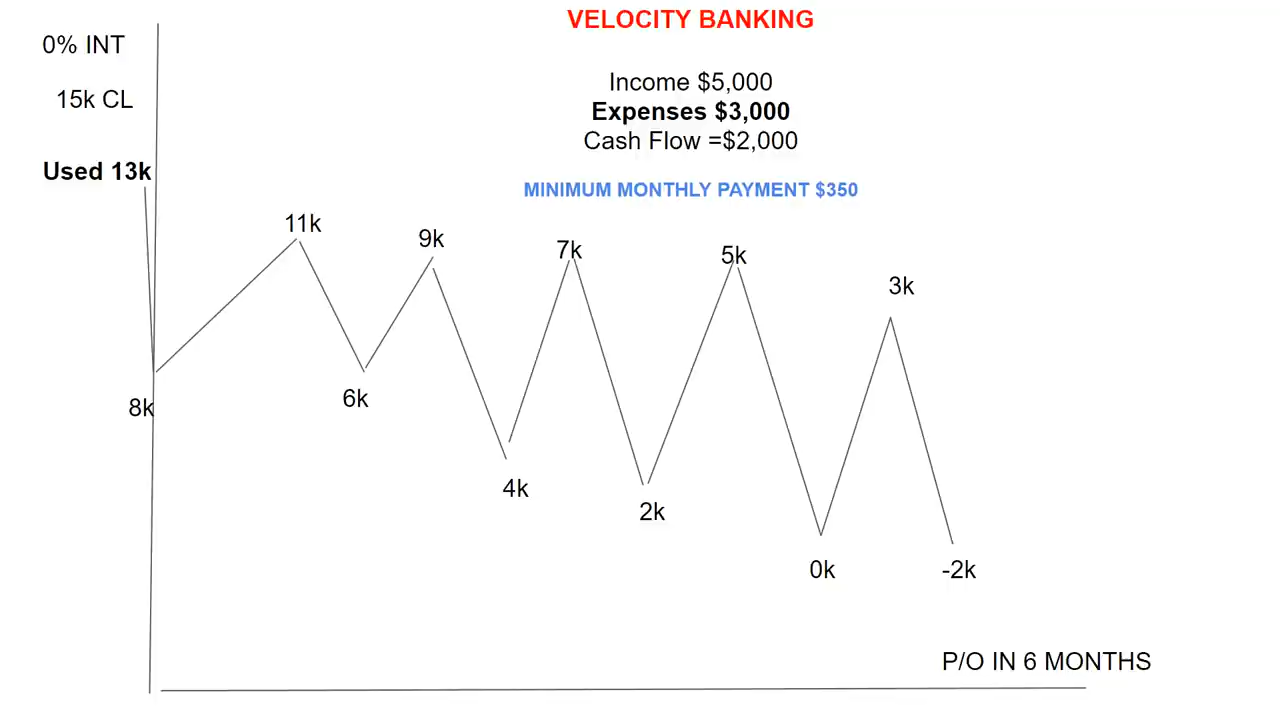 VELOCITY BANKING
0% INT
Income $5,000
15k CL
Expenses $3,000
Cash Flow =$2,000
Used 13k
MINIMUM MONTHLY PAYMENT $350
11k
9k
7k
5k
3k
8k
6k
4k
2k
0k
-2k
P/O IN 6 MONTHS